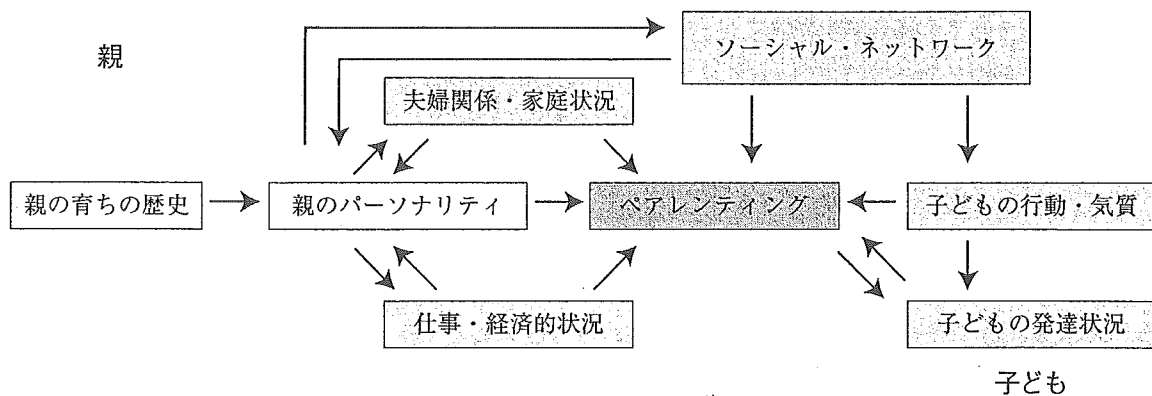 親
ソーシャル・ネットワーク
夫婦関係・家庭状況
親の育ちの歴史
親のパーソナリティ
ペアレンティング
子どもの行動・気質
仕事・経済的状況
子どもの発達状況
子ども